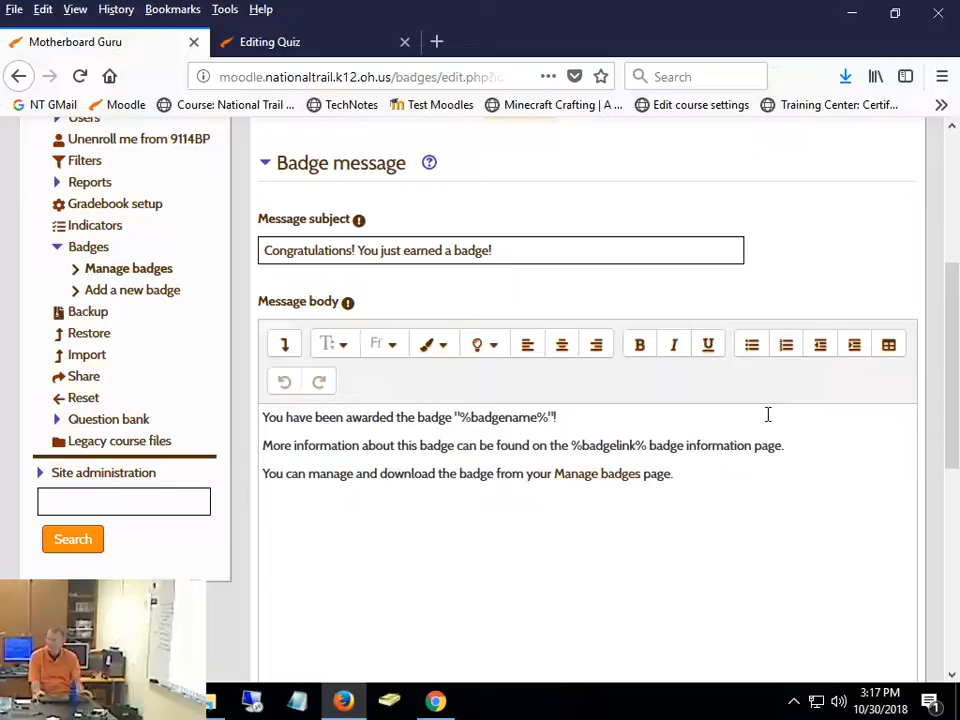 File Edit View History Bookmarks Tools Help
Motherboard Guru
Editing Quiz
moodle.nationaltrail.k12.oh.us/badges/edit.php?
Search
NT GMail Moodle Course: National Trail ... TechNotes Test Moodles Minecraft Crafting | A ... Edit course settings Training Center: Certif...
Users
Unenroll me from 9114BP
Filters
Reports
Gradebook setup
Indicators
Badges
Manage badges
Add a new badge
Backup
Restore
Import
Share
Reset
Question bank
Legacy course files
Site administration
Search
Badge message
Message subject
Congratulations! You just earned a badge!
Message body
You have been awarded the badge "%badgename%"!
More information about this badge can be found on the %badgelink% badge information page.
You can manage and download the badge from your Manage badges page.
3:17 PM
10/30/2018
1